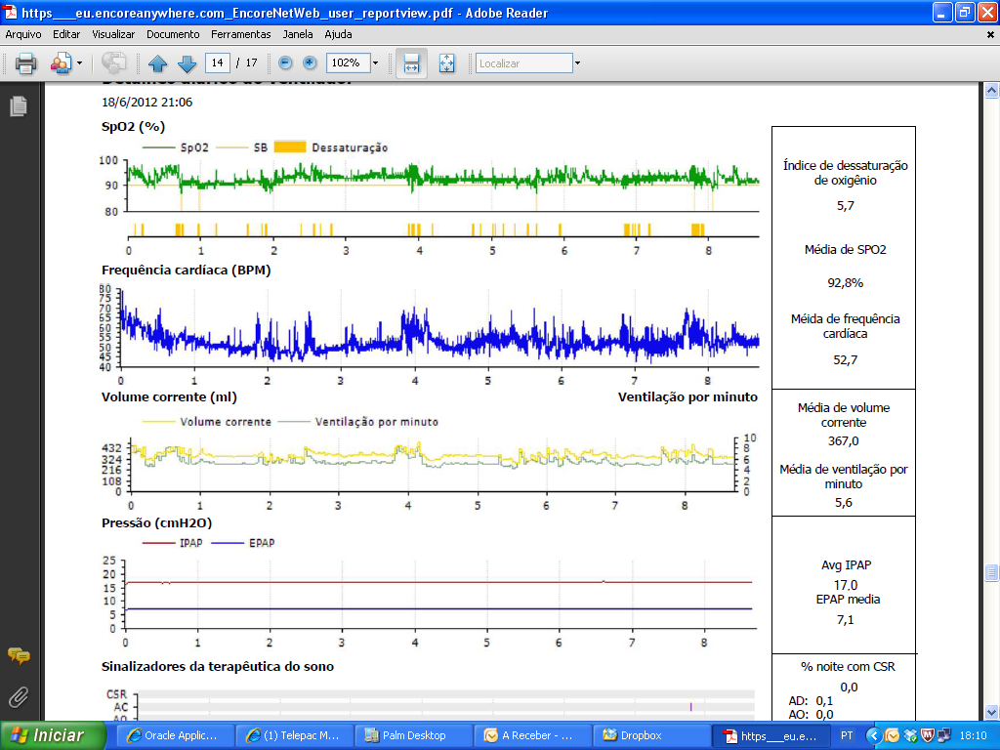 https___eu.encoreanywhere.com_EncoreNetWeb_user_reportview.pdf - Adobe Reader
Arquivo Editar Visualizar Documento Ferramentas Janela Ajuda
14 / 17 102% Localizar
18/6/2012 21:06
SpO2 (%)
SpO2 SB Dessaturação
100
90
80
0 1 2 3 4 5 6 7 8
Índice de dessaturação
de oxigênio
5,7
Média de SPO2
92,8%
Frequência cardíaca (BPM)
80
75
70
65
60
55
50
45
40
0 1 2 3 4 5 6 7 8
Méida de frequência
cardíaca
52,7
Volume corrente (ml) Ventilação por minuto
Volume corrente Ventilação por minuto
432
324
216
108
0
10
8
6
4
2
0
0 1 2 3 4 5 6 7 8
Média de volume
corrente
367,0
Média de ventilação por
minuto
5,6
Pressão (cmH2O)
IPAP EPAP
25
20
15
10
5
0
0 1 2 3 4 5 6 7 8
Avg IPAP
17,0
EPAP media
7,1
Sinalizadores da terapêutica do sono
CSR
AC
% noite com CSR
0,0
AD: 0,1
AO: 0,0
Iniciar Oracle Applic... (1) Telepac M... Palm Desktop A Receber - ... Dropbox https___eu.e... PT 18:10